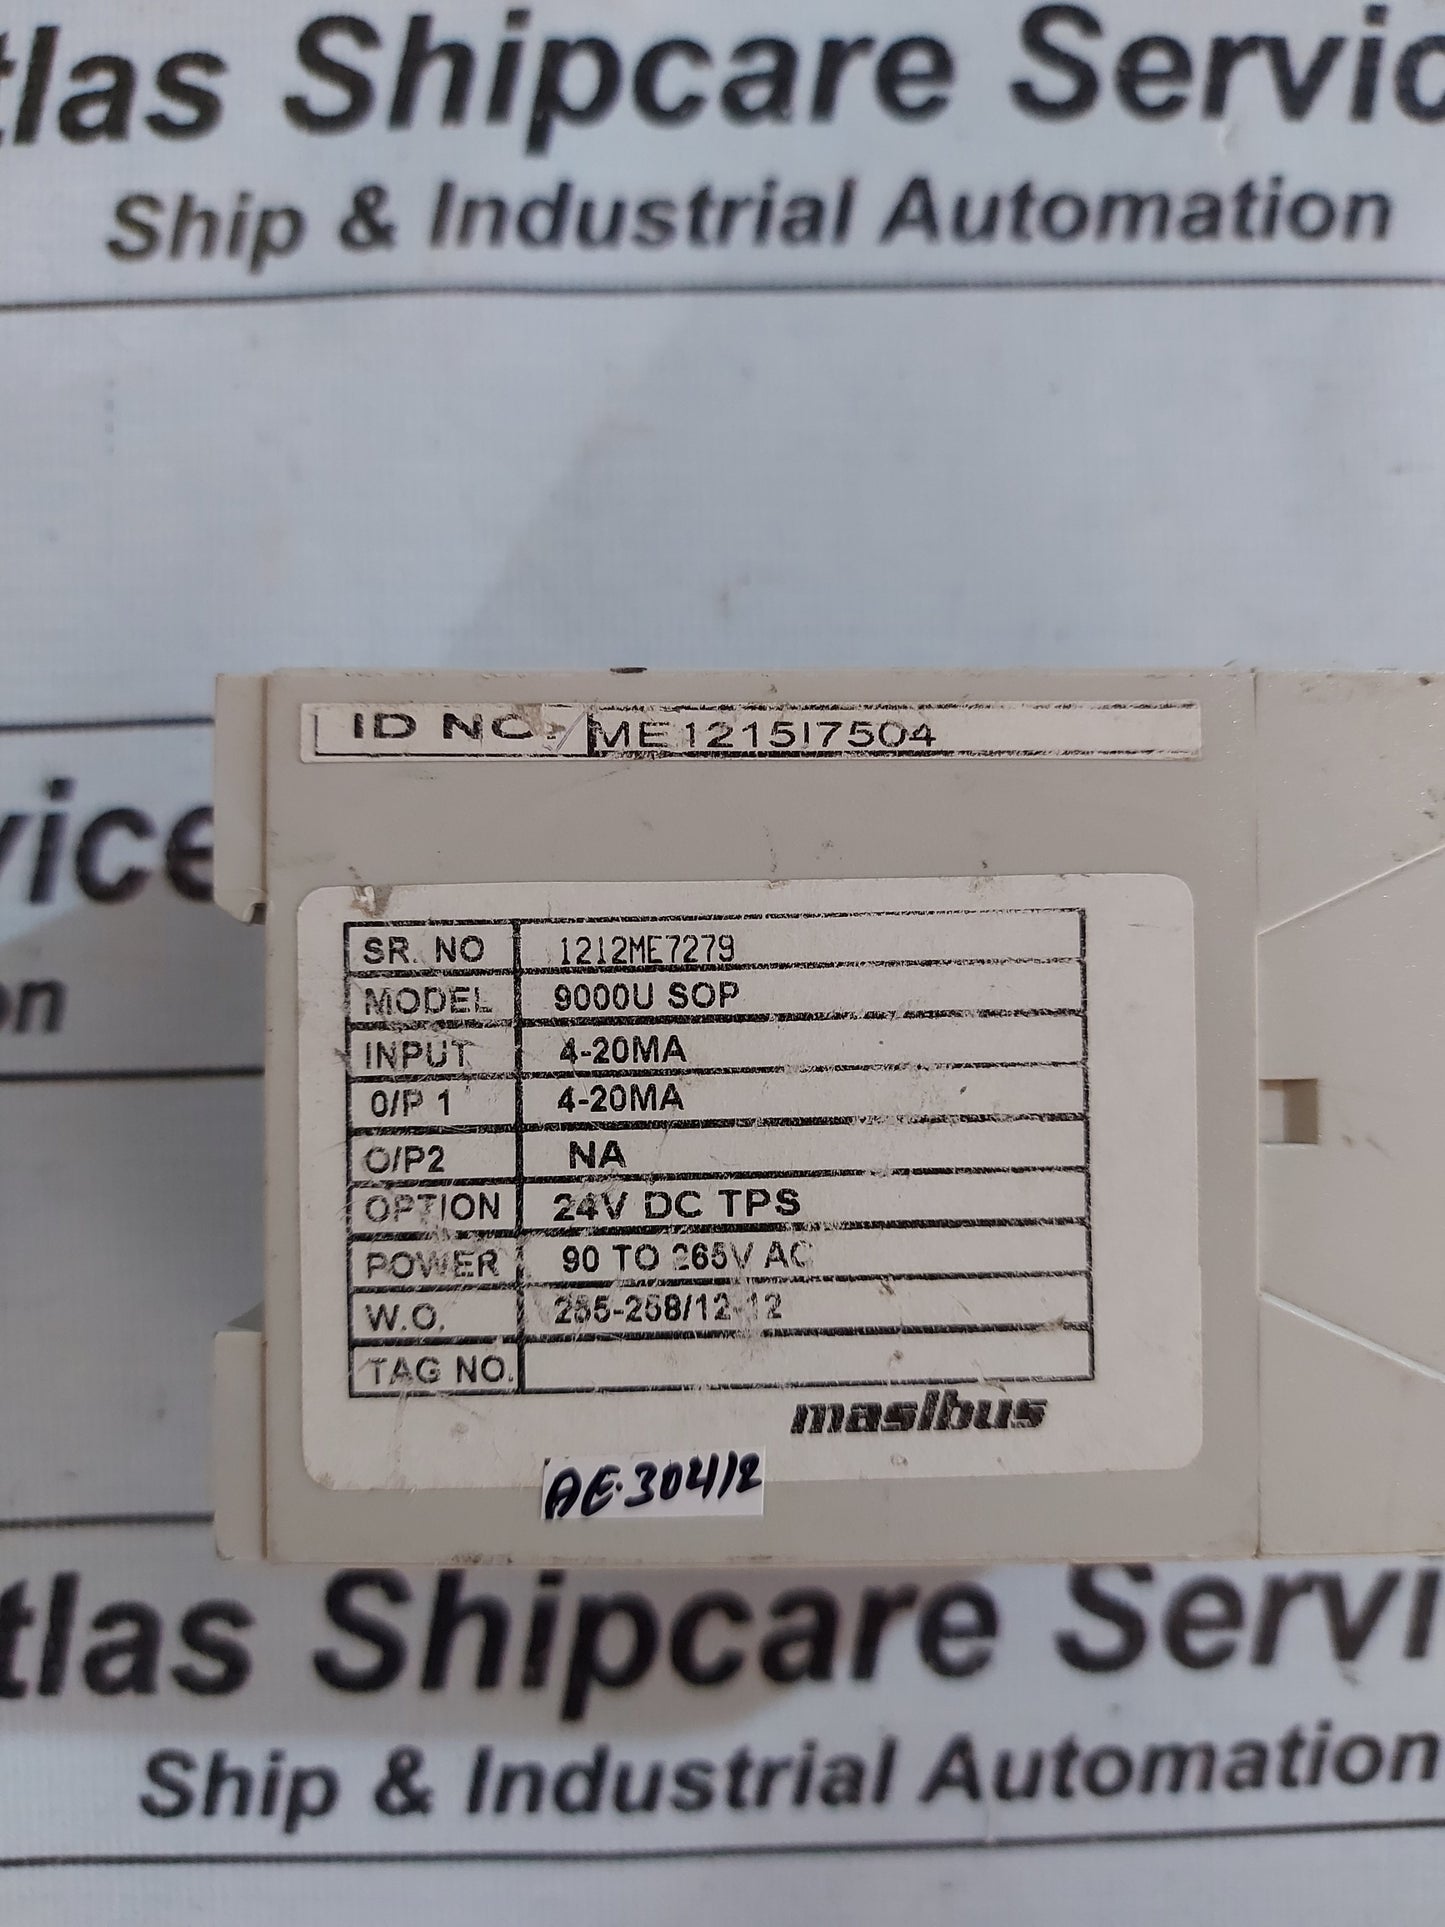 tlas Shipcare Servic
Ship & Industrial Automation
ID NO. ME1215I7504
vice
on
SR. NO 1212ME7279
MODEL 9000U SOP
INPUT 4-20MA
O/P 1 4-20MA
O/P2 NA
OPTION 24V DC TPS
POWER 90 TO 265V AC
W.O. 255-258/12-12
TAG NO.
masibus
AE-304/2
tlas Shipcare Servi
Ship & Industrial Automation